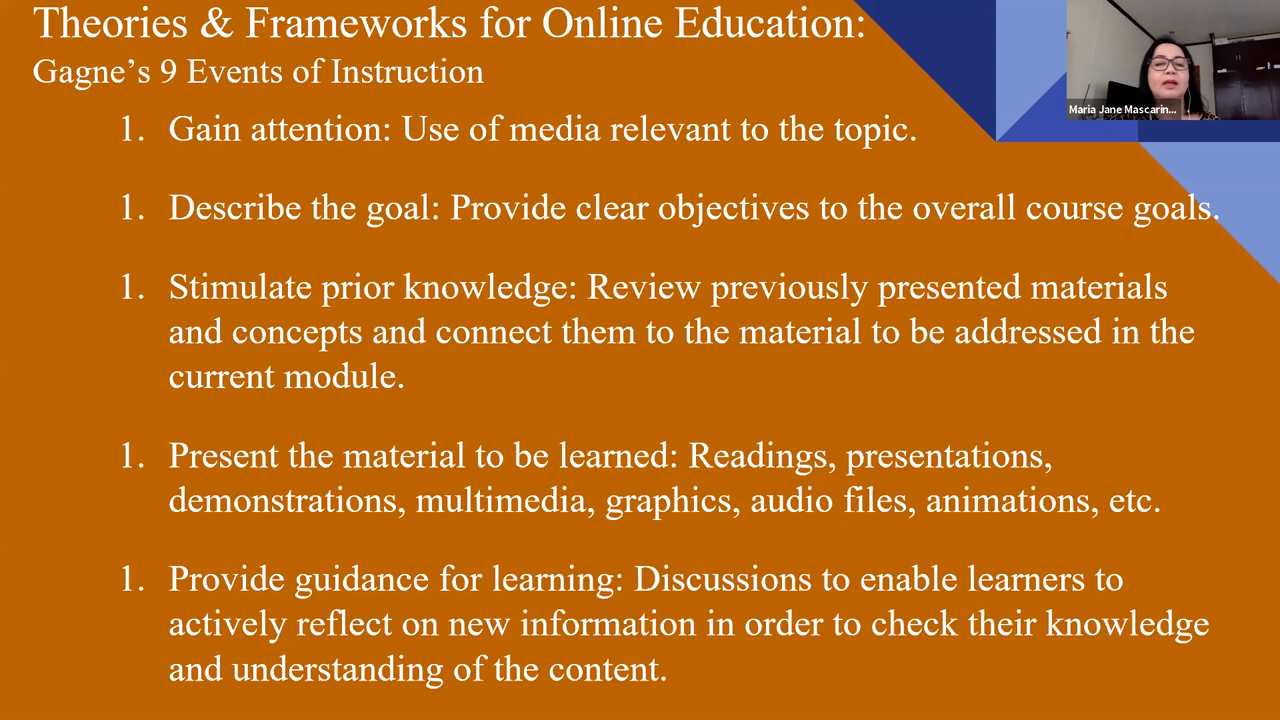 Theories & Frameworks for Online Education:
Gagne’s 9 Events of Instruction
Maria Jane Mascarin...
1. Gain attention: Use of media relevant to the topic.
1. Describe the goal: Provide clear objectives to the overall course goals.
1. Stimulate prior knowledge: Review previously presented materials
and concepts and connect them to the material to be addressed in the
current module.
1. Present the material to be learned: Readings, presentations,
demonstrations, multimedia, graphics, audio files, animations, etc.
1. Provide guidance for learning: Discussions to enable learners to
actively reflect on new information in order to check their knowledge
and understanding of the content.